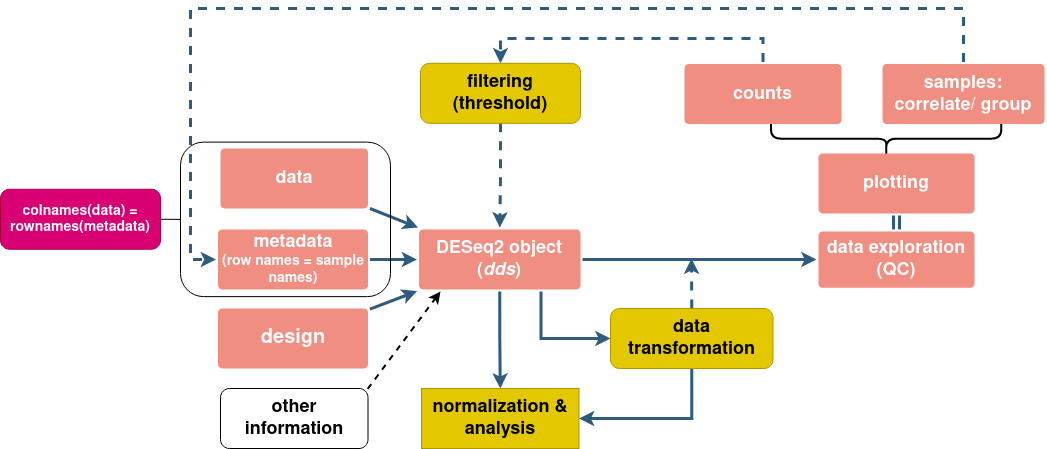 filtering
(threshold)
counts
samples:
correlate/ group
data
plotting
colnames(data) =
rownames(metadata)
metadata
(row names = sample
names)
DESeq2 object
(dds)
data exploration
(QC)
design
data
transformation
other
information
normalization &
analysis